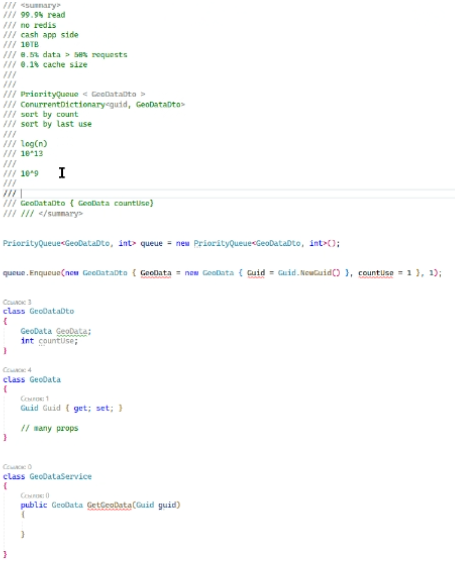 /// <summary>
/// 99.9% read
/// no redis
/// cash app side
/// 10TB
/// 0.5% data > 50% requests
/// 0.1% cache size
///
///
/// PriorityQueue < GeoDataDto >
/// ConurrentDictionary<guid, GeoDataDto>
/// sort by count
/// sort by last use
///
/// log(n)
/// 10^13
///
/// 10^9
///
///
/// GeoDataDto { GeoData countUse}
/// /// </summary>
PriorityQueue<GeoDataDto, int> queue = new PriorityQueue<GeoDataDto, int>();
queue.Enqueue(new GeoDataDto { GeoData = new GeoData { Guid = Guid.NewGuid() }, countUse = 1 }, 1);
Ссылок: 3
class GeoDataDto
{
GeoData GeoData;
int countUse;
}
Ссылок: 4
class GeoData
{
Ссылок: 1
Guid Guid { get; set; }
// many props
}
Ссылок: 0
class GeoDataService
{
Ссылок: 0
public GeoData GetGeoData(Guid guid)
{
}
}